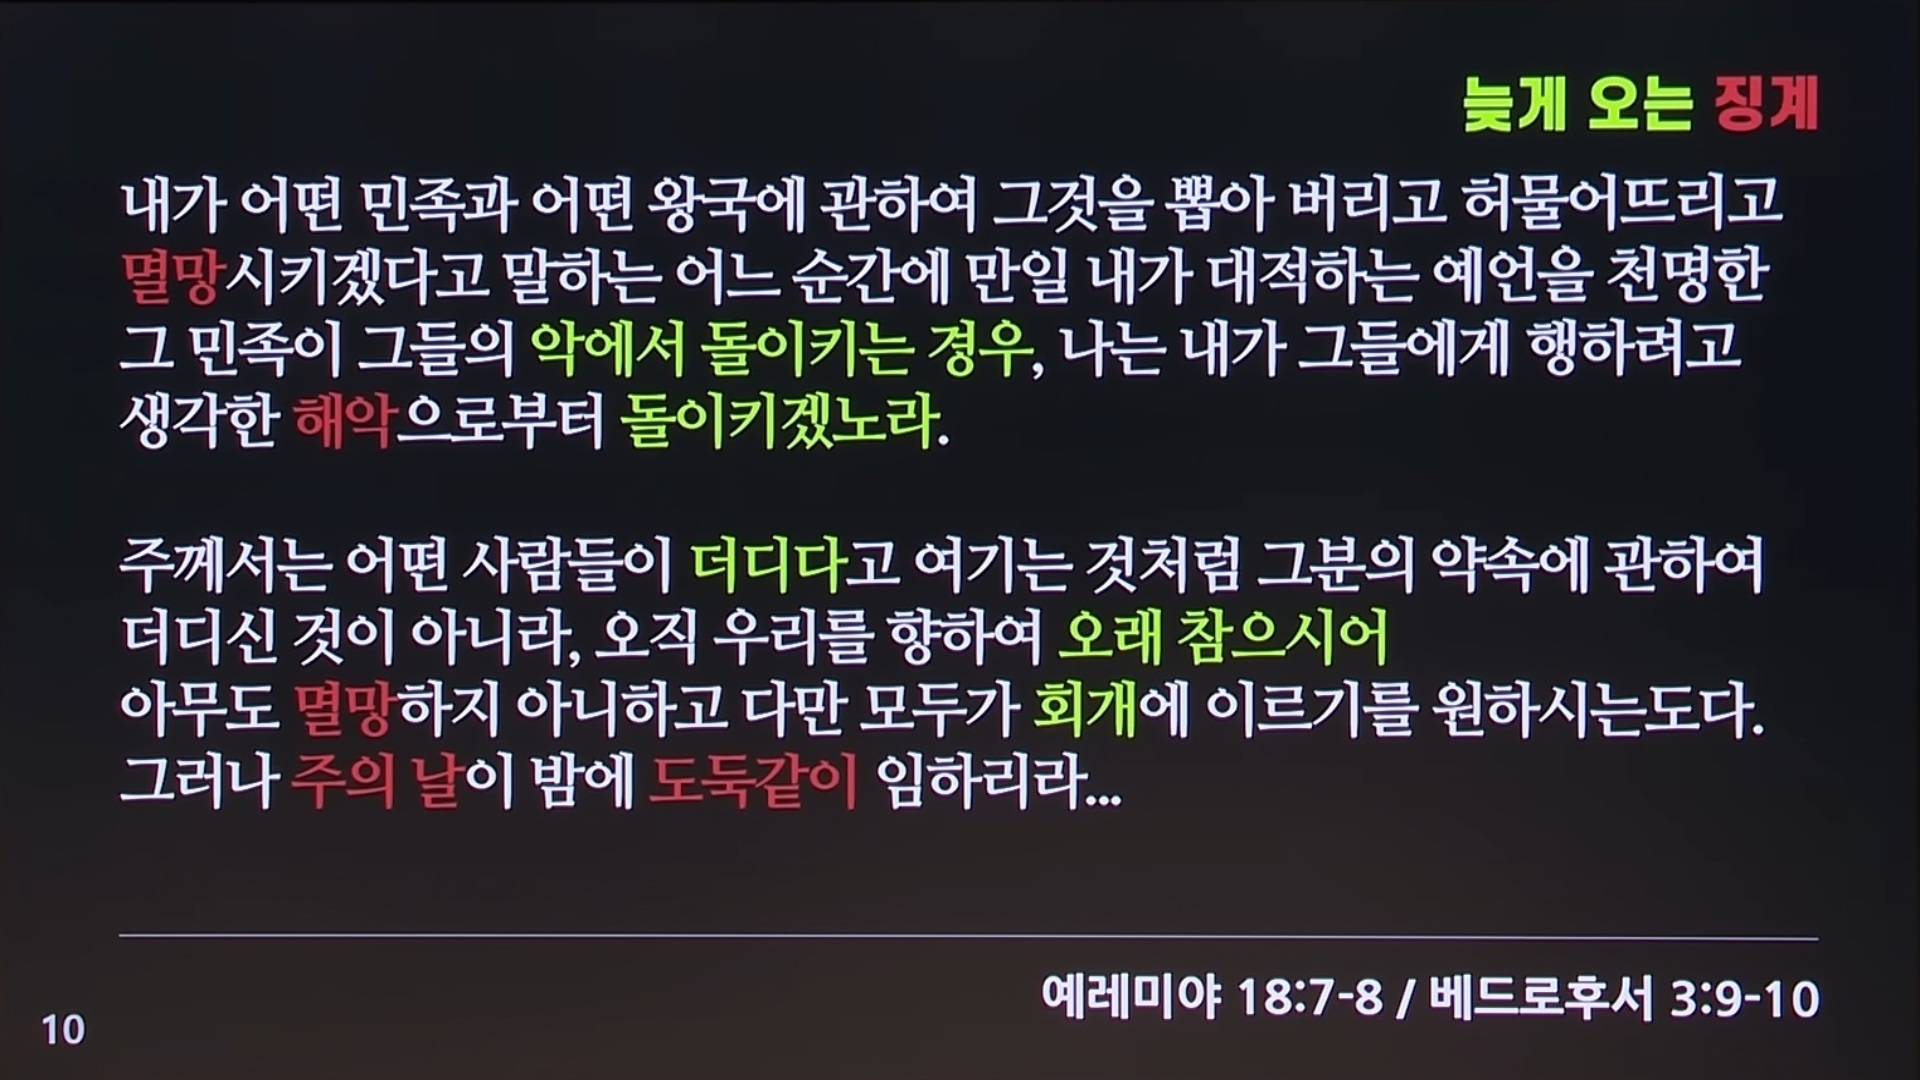 늦게 오는 징계
내가 어떤 민족과 어떤 왕국에 관하여 그것을 뽑아 버리고 허물어뜨리고
멸망시키겠다고 말하는 어느 순간에 만일 내가 대적하는 예언을 천명한
그 민족이 그들의 악에서 돌이키는 경우, 나는 내가 그들에게 행하려고
생각한 해악으로부터 돌이키겠노라.
주께서는 어떤 사람들이 더디다고 여기는 것처럼 그분의 약속에 관하여
더디신 것이 아니라, 오직 우리를 향하여 오래 참으시어
아무도 멸망하지 아니하고 다만 모두가 회개에 이르기를 원하시는도다.
그러나 주의 날이 밤에 도둑같이 임하리라...
예레미야 18:7-8 / 베드로후서 3:9-10
10